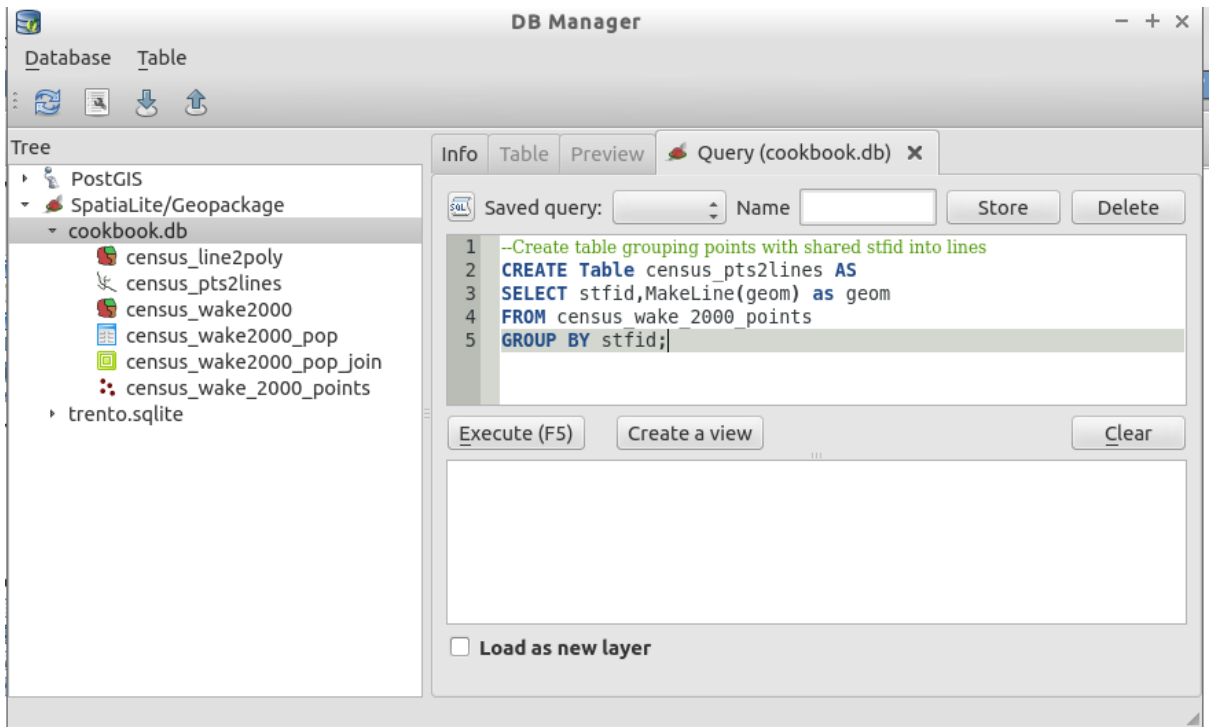 DB Manager
Database Table
Tree
PostGIS
SpatiaLite/Geopackage
cookbook.db
census_line2poly
census_pts2lines
census_wake2000
census_wake2000_pop
census_wake2000_pop_join
census_wake_2000_points
trento.sqlite
Info Table Preview Query (cookbook.db)
SQL Saved query: Name Store Delete
1 --Create table grouping points with shared stfid into lines
2 CREATE Table census_pts2lines AS
3 SELECT stfid,MakeLine(geom) as geom
4 FROM census_wake_2000_points
5 GROUP BY stfid;
Execute (F5) Create a view Clear
Load as new layer